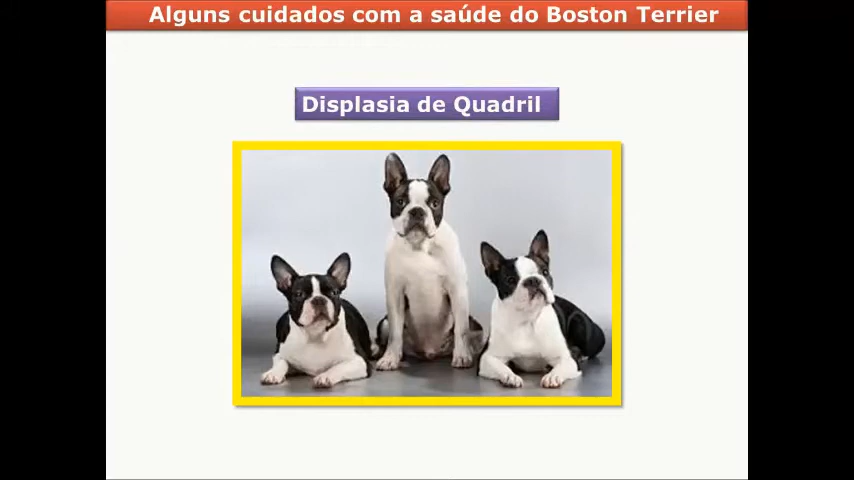 Alguns cuidados com a saúde do Boston Terrier
Displasia de Quadril